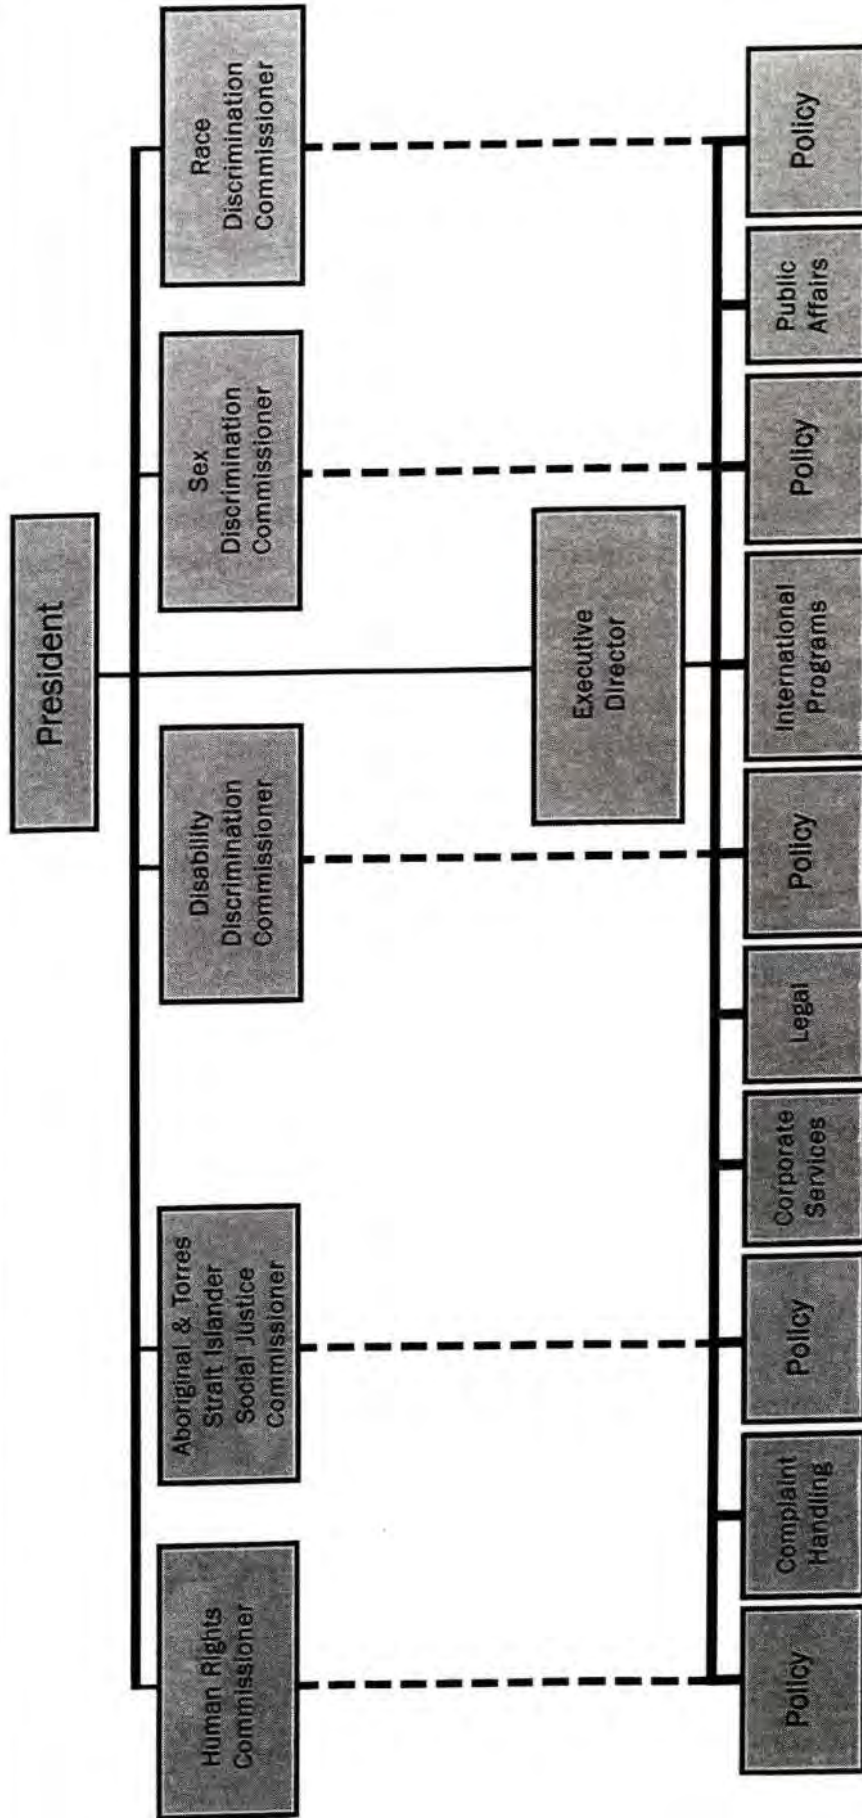 President
Human Rights
Commissioner
Aboriginal & Torres
Strait Islander
Social Justice
Commissioner
Disability
Discrimination
Commissioner
Sex
Discrimination
Commissioner
Race
Discrimination
Commissioner
Executive
Director
Policy
Complaint
Handling
Policy
Corporate
Services
Legal
Policy
International
Programs
Policy
Public
Affairs
Policy